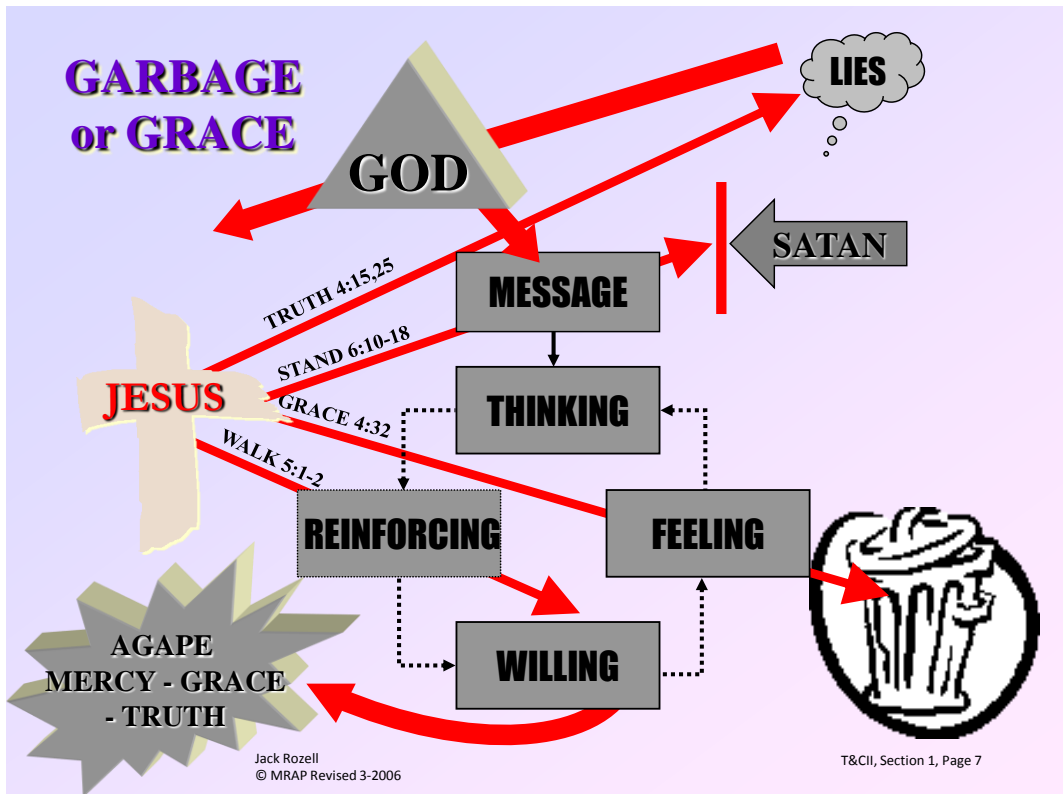 GARBAGE
or GRACE
GOD
LIES
SATAN
MESSAGE
TRUTH 4:15,25
STAND 6:10-18
JESUS
GRACE 4:32
THINKING
WALK 5:1-2
REINFORCING
FEELING
AGAPE
MERCY - GRACE
- TRUTH
WILLING
Jack Rozell
© MRAP Revised 3-2006
T&CII, Section 1, Page 7